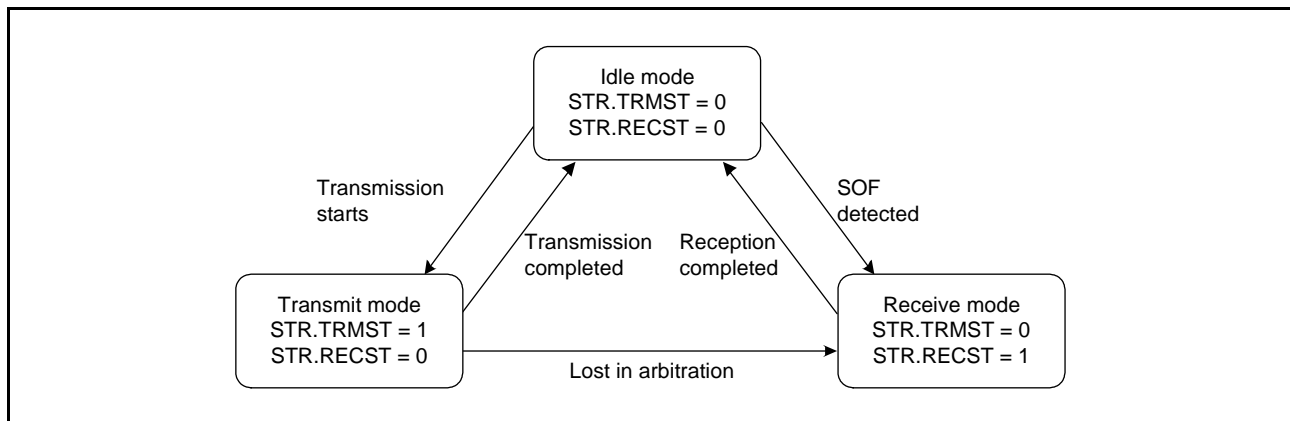 Idle mode
STR.TRMST = 0
STR.RECST = 0
Transmission
starts
SOF
detected
Transmission
completed
Reception
completed
Transmit mode
STR.TRMST = 1
STR.RECST = 0
Receive mode
STR.TRMST = 0
STR.RECST = 1
Lost in arbitration